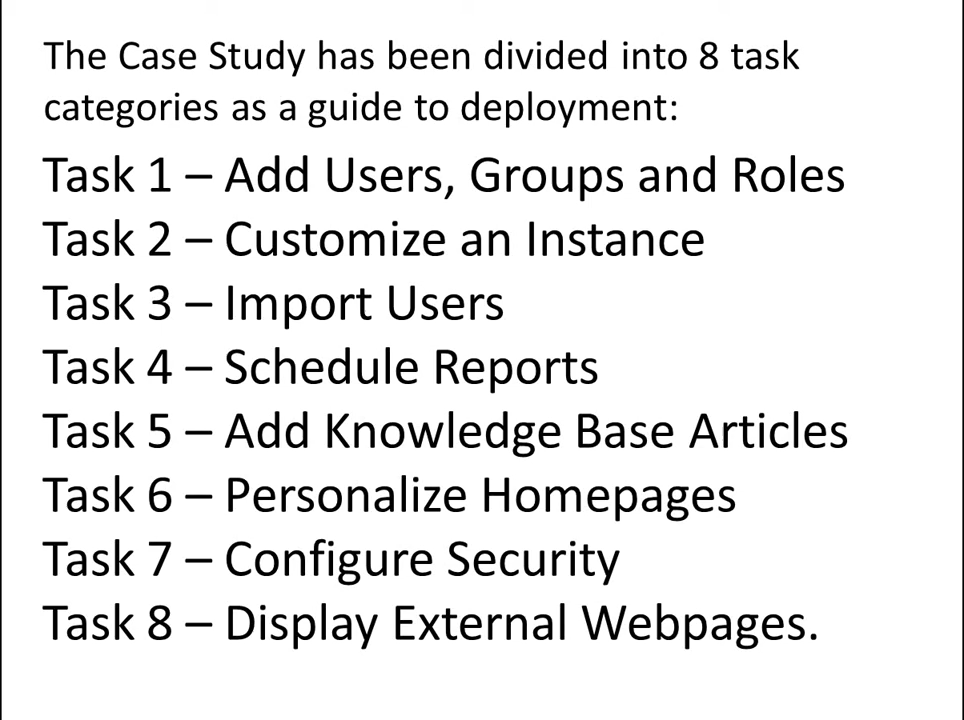 The Case Study has been divided into 8 task
categories as a guide to deployment:
Task 1 – Add Users, Groups and Roles
Task 2 – Customize an Instance
Task 3 – Import Users
Task 4 – Schedule Reports
Task 5 – Add Knowledge Base Articles
Task 6 – Personalize Homepages
Task 7 – Configure Security
Task 8 – Display External Webpages.